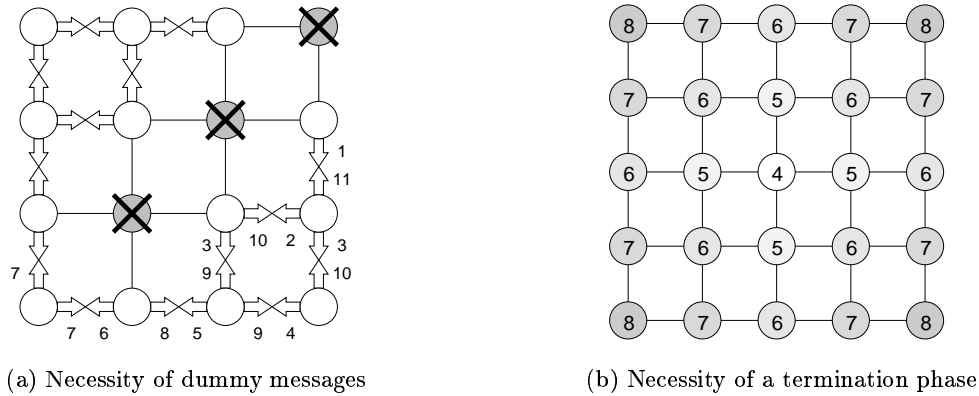 8 7 6 7 8
7 6 5 6 7
1
11
6 5 4 5 6
3 10 2 3
7 9 10
7 6 5 6 7
7 6 8 5 9 4
8 7 6 7 8
(a) Necessity of dummy messages
(b) Necessity of a termination phase